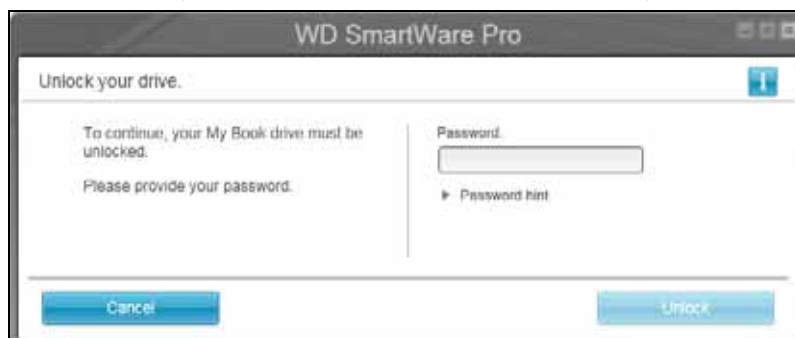 WD SmartWare Pro
Unlock your drive.
To continue, your My Book drive must be
unlocked.
Please provide your password.
Password:
Password hint
Cancel
Unlock